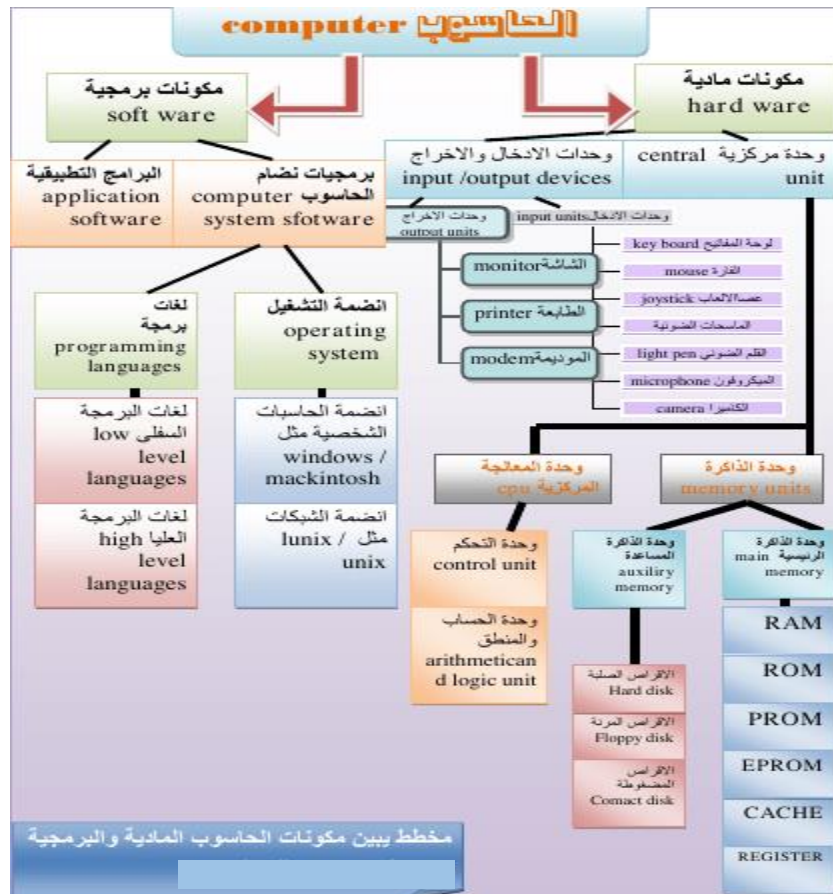 الحاسوب computer
مكونات مادية
hard ware
مكونات برمجية
soft ware
وحدة مركزية central
unit
وحدات الادخال والاخراج
input /output devices
برمجيات نضام
الحاسوب computer
system sfotware
البرامج التطبيقية
application
software
وحدات الادخال input units
وحدات الاخراج
outout units
لوحة المفاتيح key board
الفارة mouse
عصا الالعاب joystick
الماسحات الضوئية
القلم الضوئي light pen
الميكروفون microphone
الكاميرا camera
الشاشة monitor
الطابعة printer
الموديمة modem
انضمة التشغيل
operating
system
لغات
برمجة
programming
languages
انضمة الحاسبات
الشخصية مثل
windows /
mackintosh
انضمة الشبكات
مثل lunix /
unix
لغات البرمجة
السفلى low
level
languages
لغات البرمجة
العليا high
level
languages
وحدة الذاكرة
memory units
وحدة المعالجة
المركزية cpu
وحدة الذاكرة
الرئيسية main
memory
وحدة الذاكرة
المساعدة
auxiliry
memory
وحدة التحكم
control unit
وحدة الحساب
والمنطق
arithmetican
d logic unit
RAM
ROM
PROM
EPROM
CACHE
REGISTER
الاقراص الصلبة
Hard disk
الاقراص المرنة
Floppy disk
الاقراص
المضغوطة
Comact disk
مخطط يبين مكونات الحاسوب المادية والبرمجية